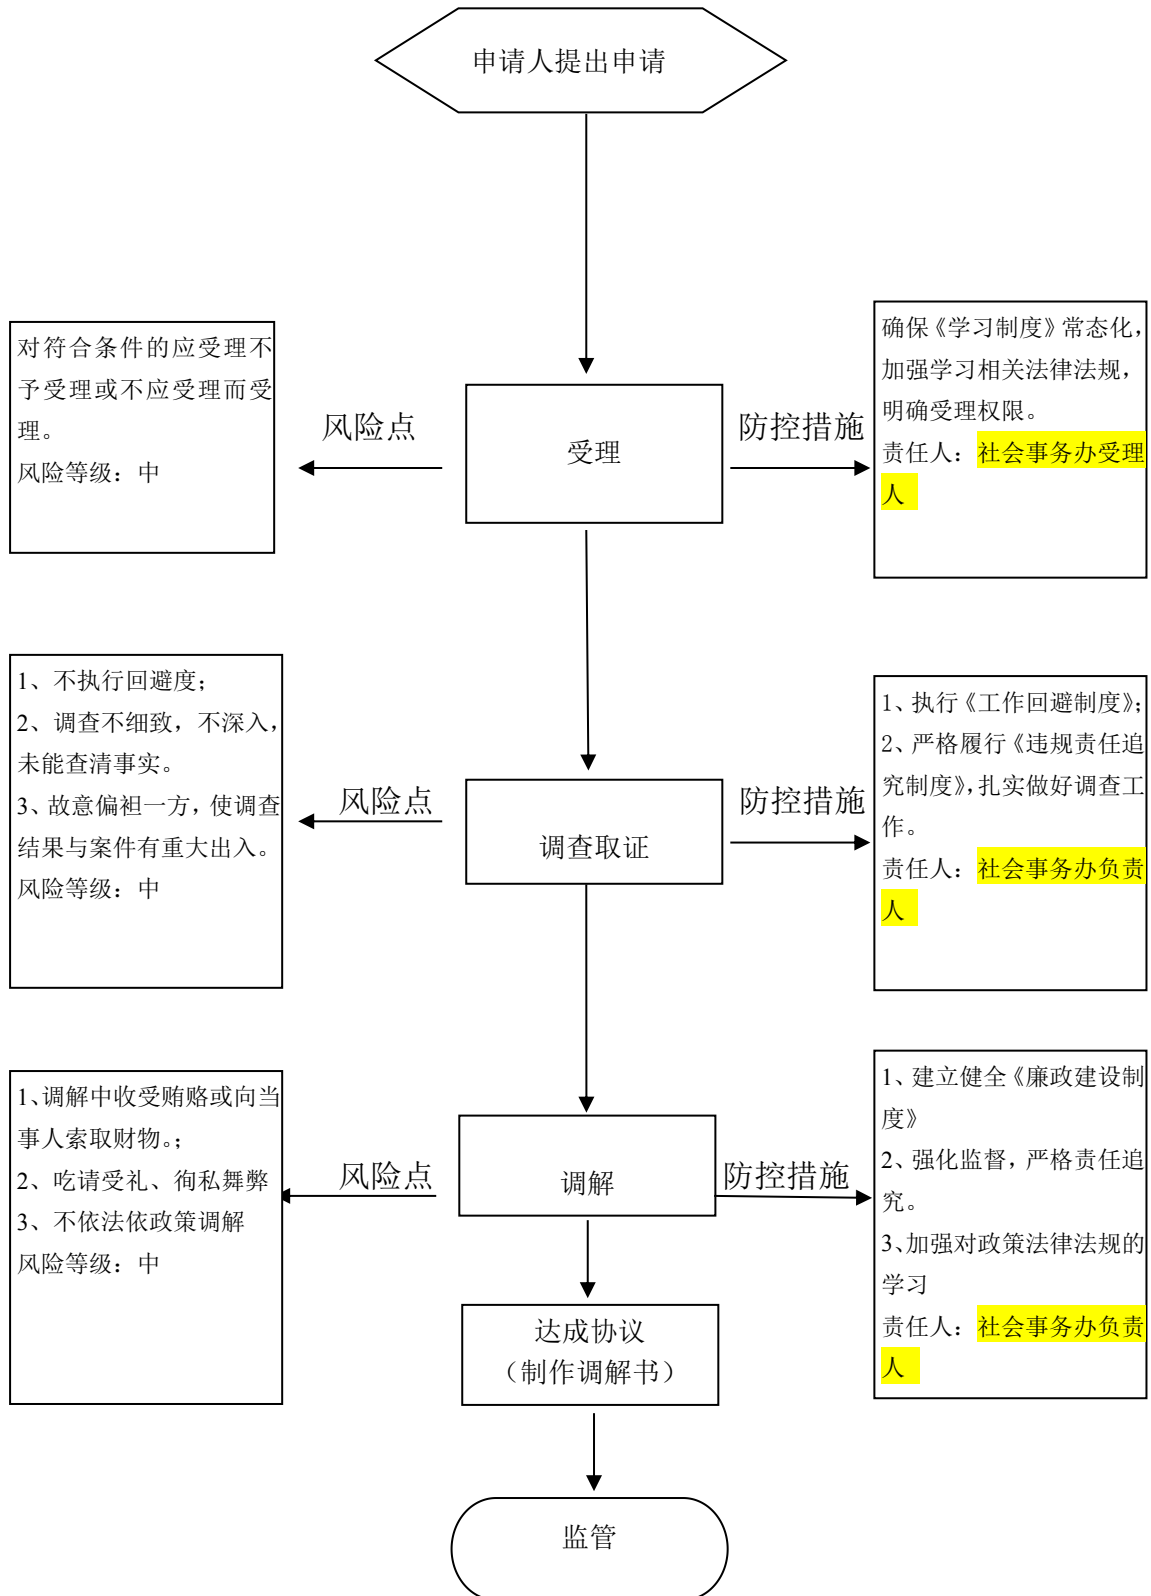 申请人提出申请
对符合条件的应受理不
予受理或不应受理而受
理。
风险等级：中
风险点
受理
防控措施
确保《学习制度》常态化，
加强学习相关法律法规，
明确受理权限。
责任人：社会事务办受理
人
1、不执行回避度；
2、调查不细致，不深入，
未能查清事实。
3、故意偏袒一方，使调查
结果与案件有重大出入。
风险等级：中
风险点
调查取证
防控措施
1、执行《工作回避制度》；
2、严格履行《违规责任追
究制度》，扎实做好调查工
作。
责任人：社会事务办负责
人
1、调解中收受贿赂或向当
事人索取财物。；
2、吃请受礼、徇私舞弊
3、不依法依政策调解
风险等级：中
风险点
调解
防控措施
1、建立健全《廉政建设制
度》
2、强化监督，严格责任追
究。
3、加强对政策法律法规的
学习
责任人：社会事务办负责
人
达成协议
（制作调解书）
监管